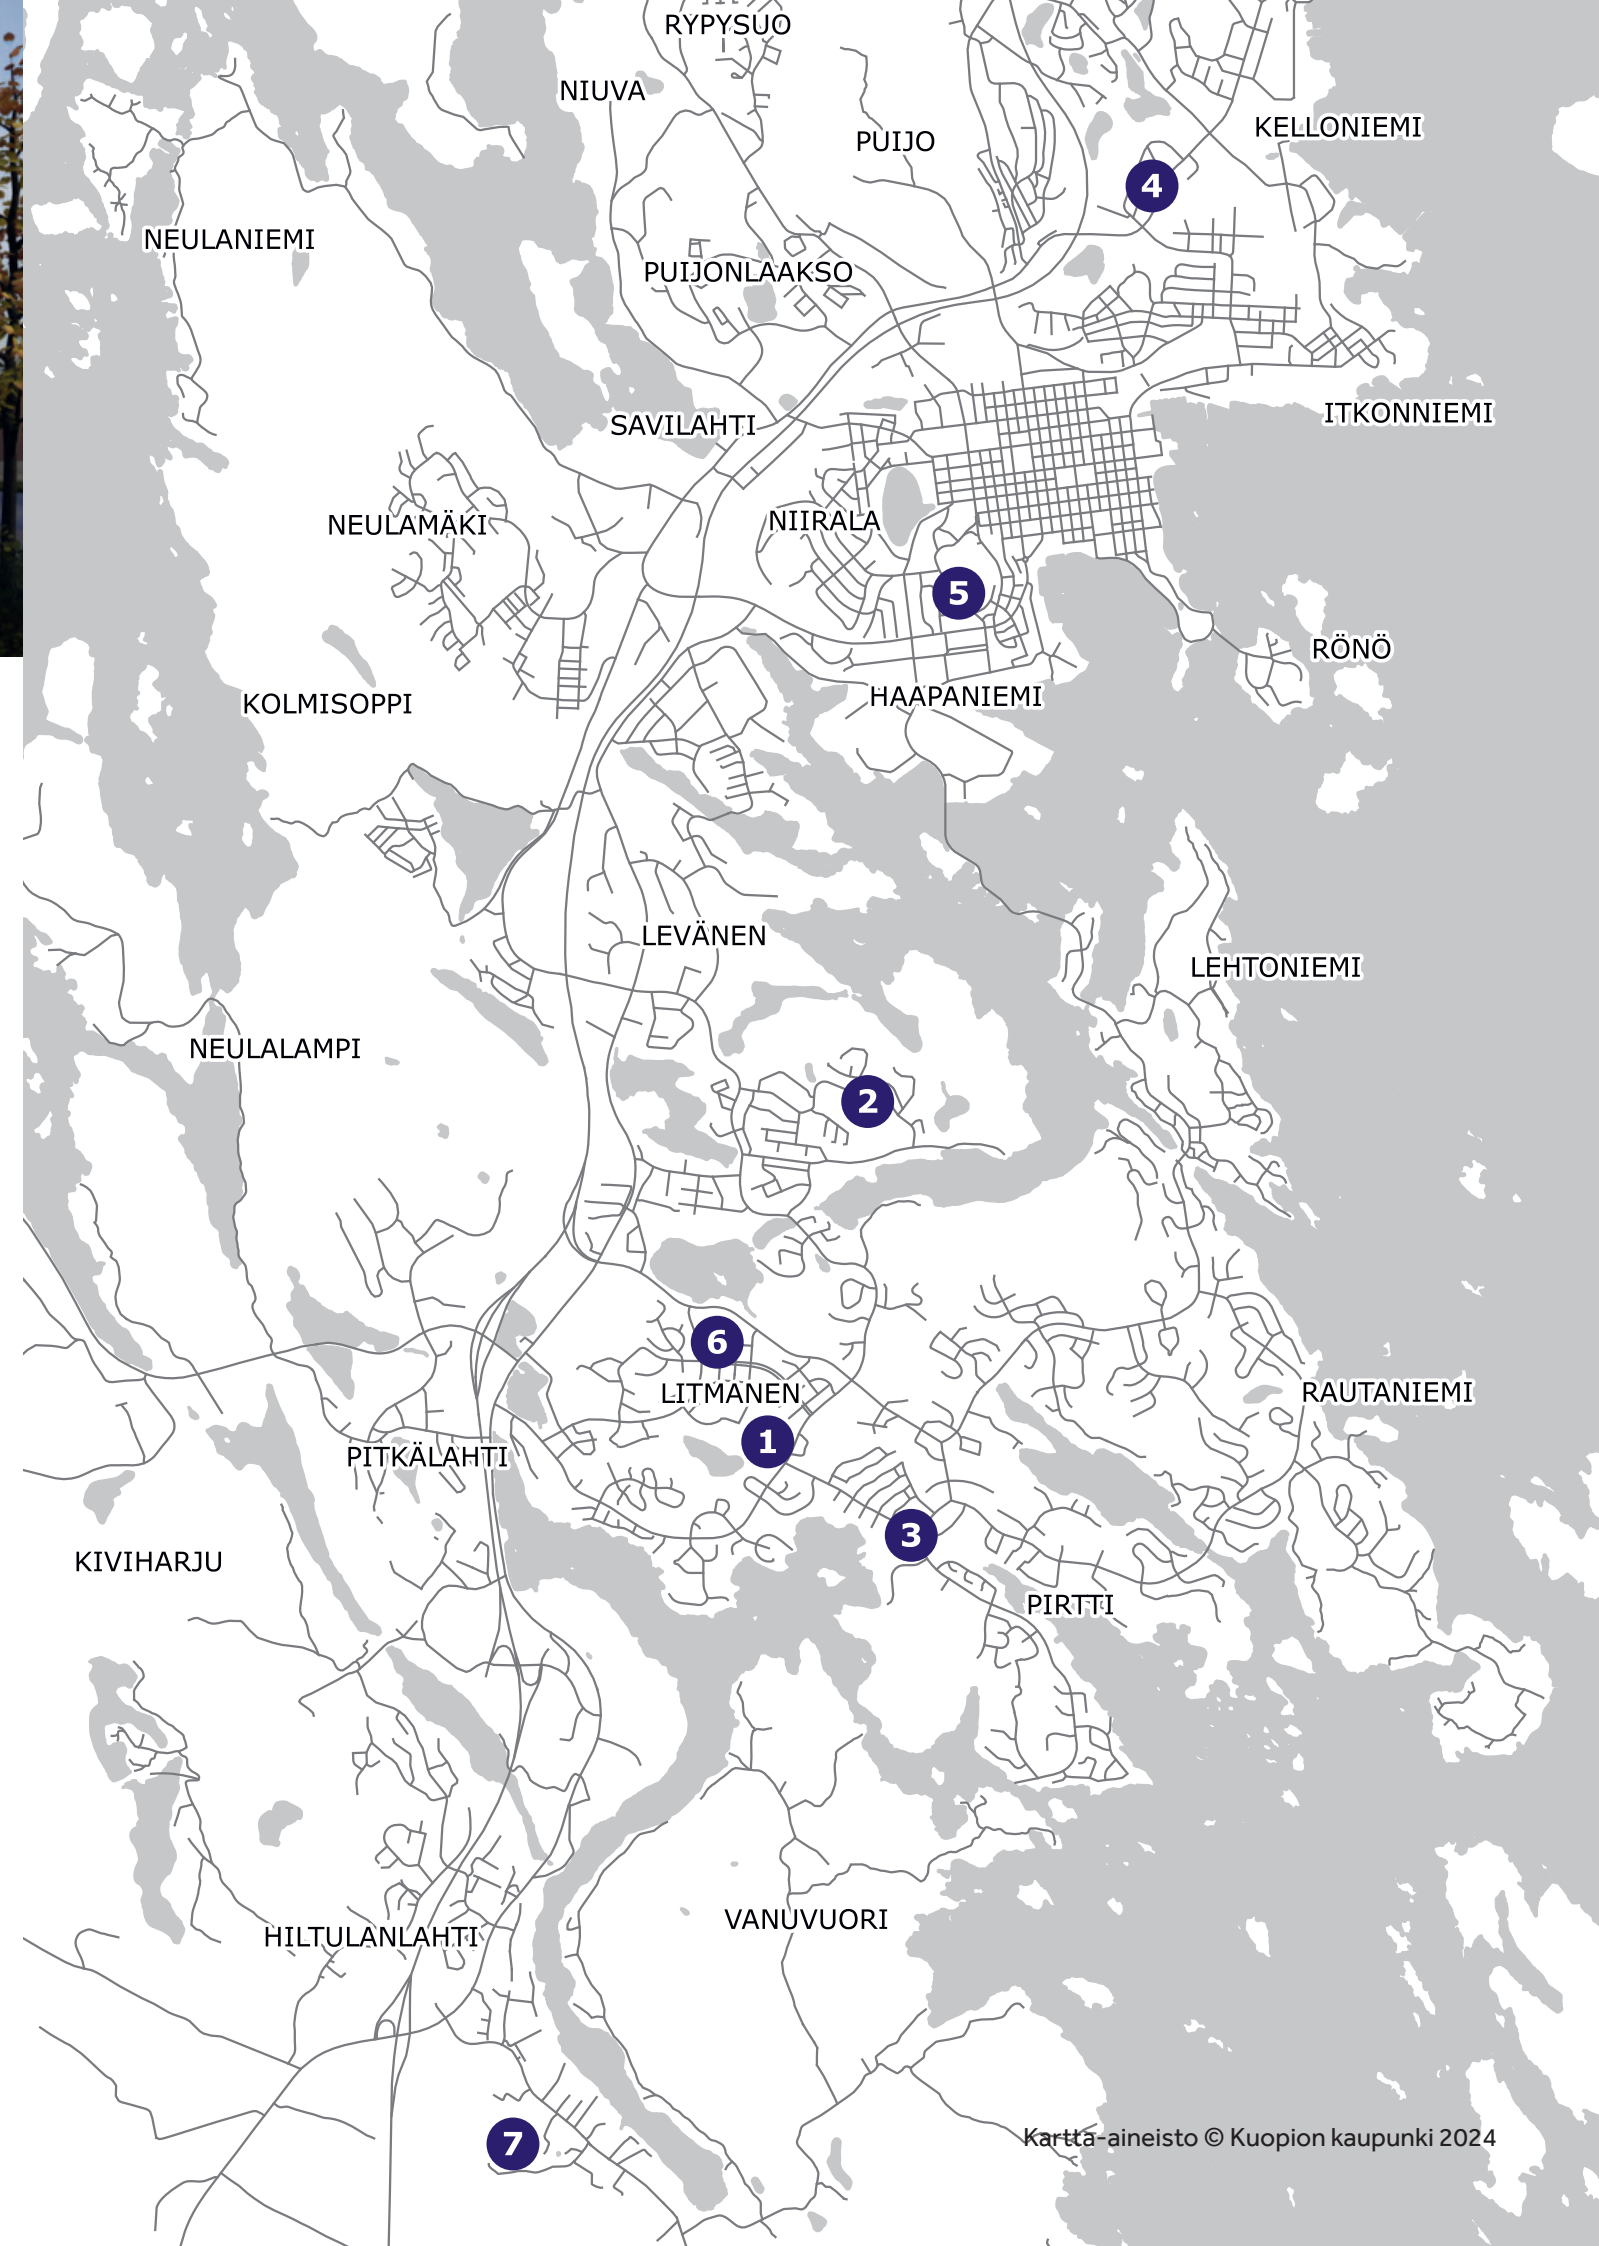 RYPYSUO
NIUVA
KELLONIEMI
PUIJO
4
NEULANIEMI
PUIJONLAAKSO
ITKONNIEMI
SAVILAHTI
NIIRALA
NEULAMÄKI
5
RÖNÖ
HAAPANIEMI
KOLMISOPPI
LEVÄNEN
LEHTONIEMI
NEULALAMPI
2
6
LITMANEN
RAUTANIEMI
1
PITKÄLAHTI
3
KIVIHARJU
PIRTTI
VANUVUORI
HILTULANLAHTI
Kartta-aineisto © Kuopion kaupunki 2024
7